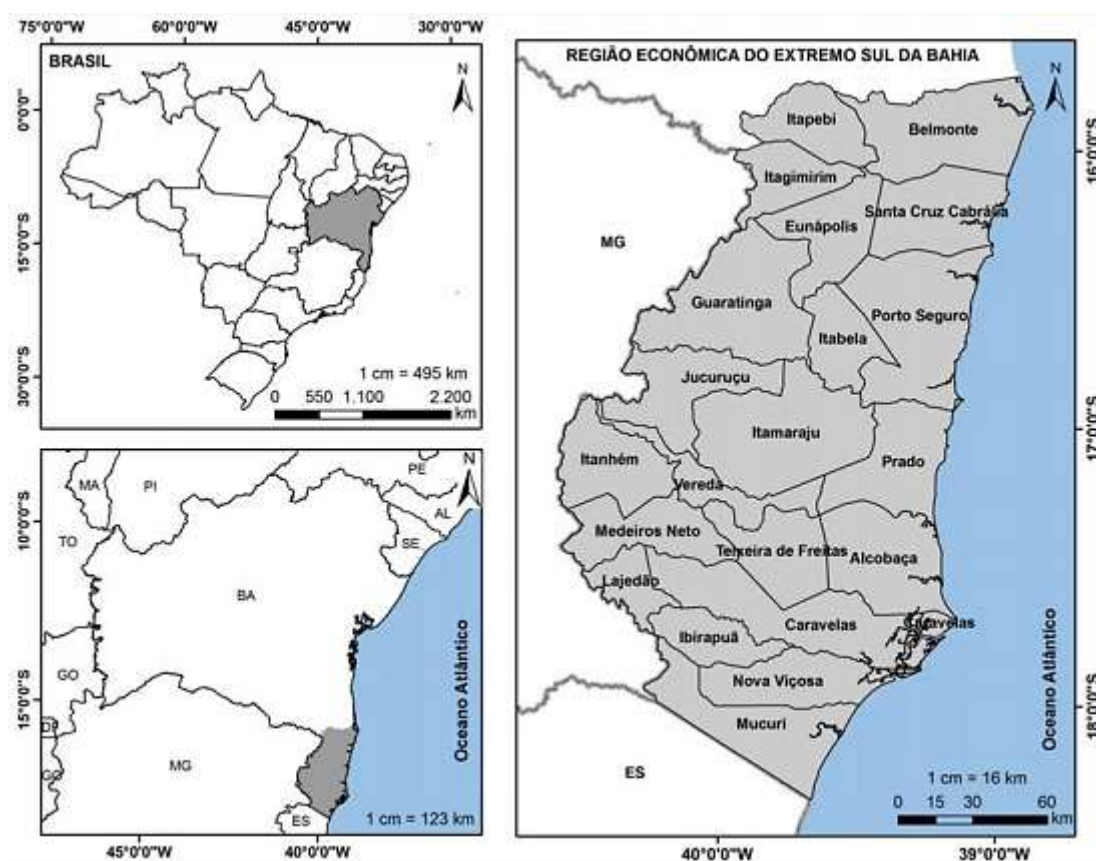 75°0'0"W 60°0'0"W 45°0'0"W 30°0'0"W
BRASIL
N
0°0'0"
15°0'0"S
30°0'0"S
1 cm = 495 km
0 550 1.100 2.200
km
PE
N
MA
PI
AL
SE
TO
BA
GO
MG
ES
10°0'0"S
15°0'0"S
Oceano Atlântico
1 cm = 123 km
45°0'0"W 40°0'0"W
REGIÃO ECONÔMICA DO EXTREMO SUL DA BAHIA
N
Itapebi
Belmonte
Itagimirim
Santa Cruz Cabrália
Eunápolis
MG
Guaratinga
Porto Seguro
Itabela
Jucuruçu
Itamaraju
Itanhém
Prado
Vereda
Medeiros Neto
Teixeira de Freitas
Alcobaça
Lajedão
Caravelas
Caravelas
Ibirapuã
Nova Viçosa
Mucuri
ES
Oceano Atlântico
1 cm = 16 km
0 15 30 60
km
16°0'0"S
17°0'0"S
18°0'0"S
40°0'0"W 39°0'0"W